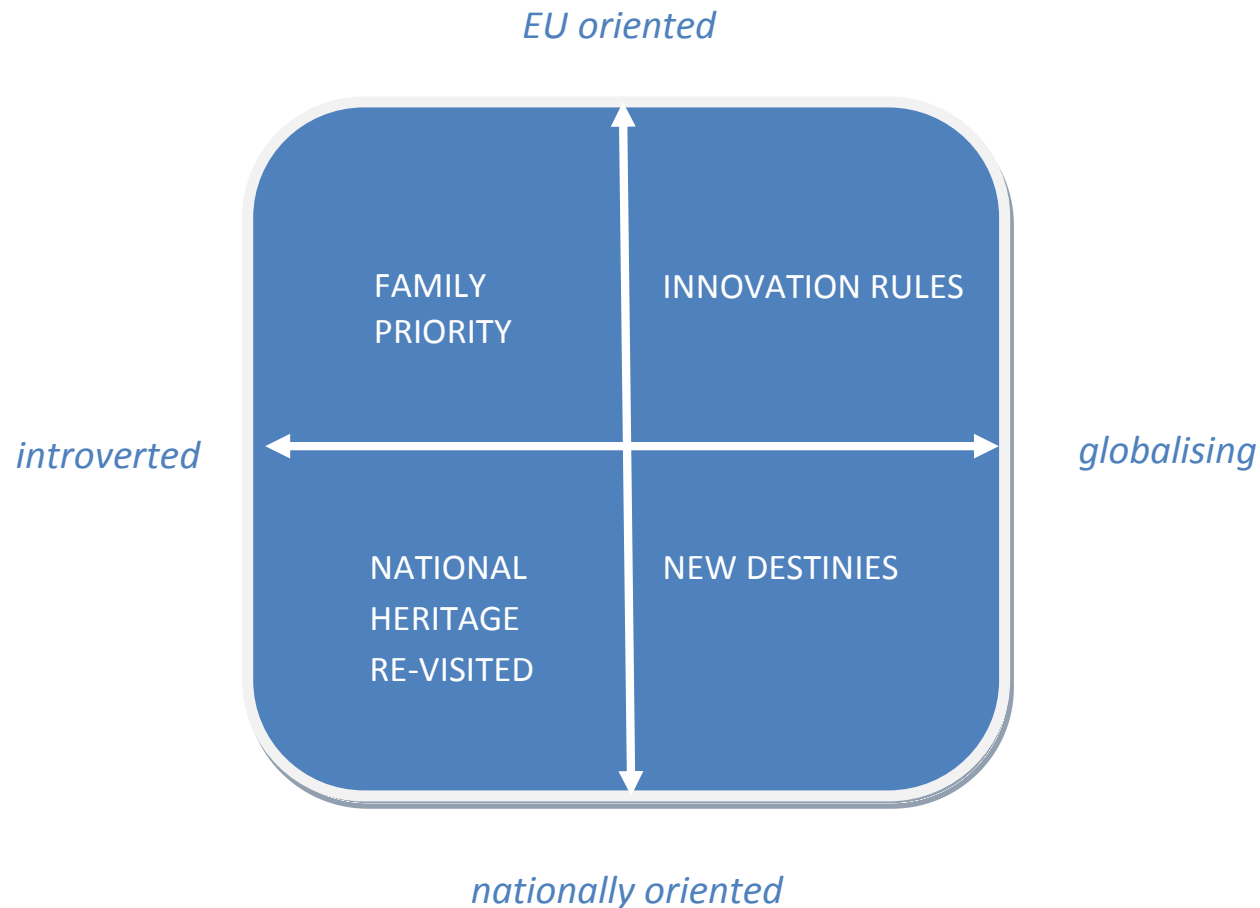 EU oriented
FAMILY
PRIORITY
INNOVATION RULES
introverted
globalising
NATIONAL
HERITAGE
RE-VISITED
NEW DESTINIES
nationally oriented